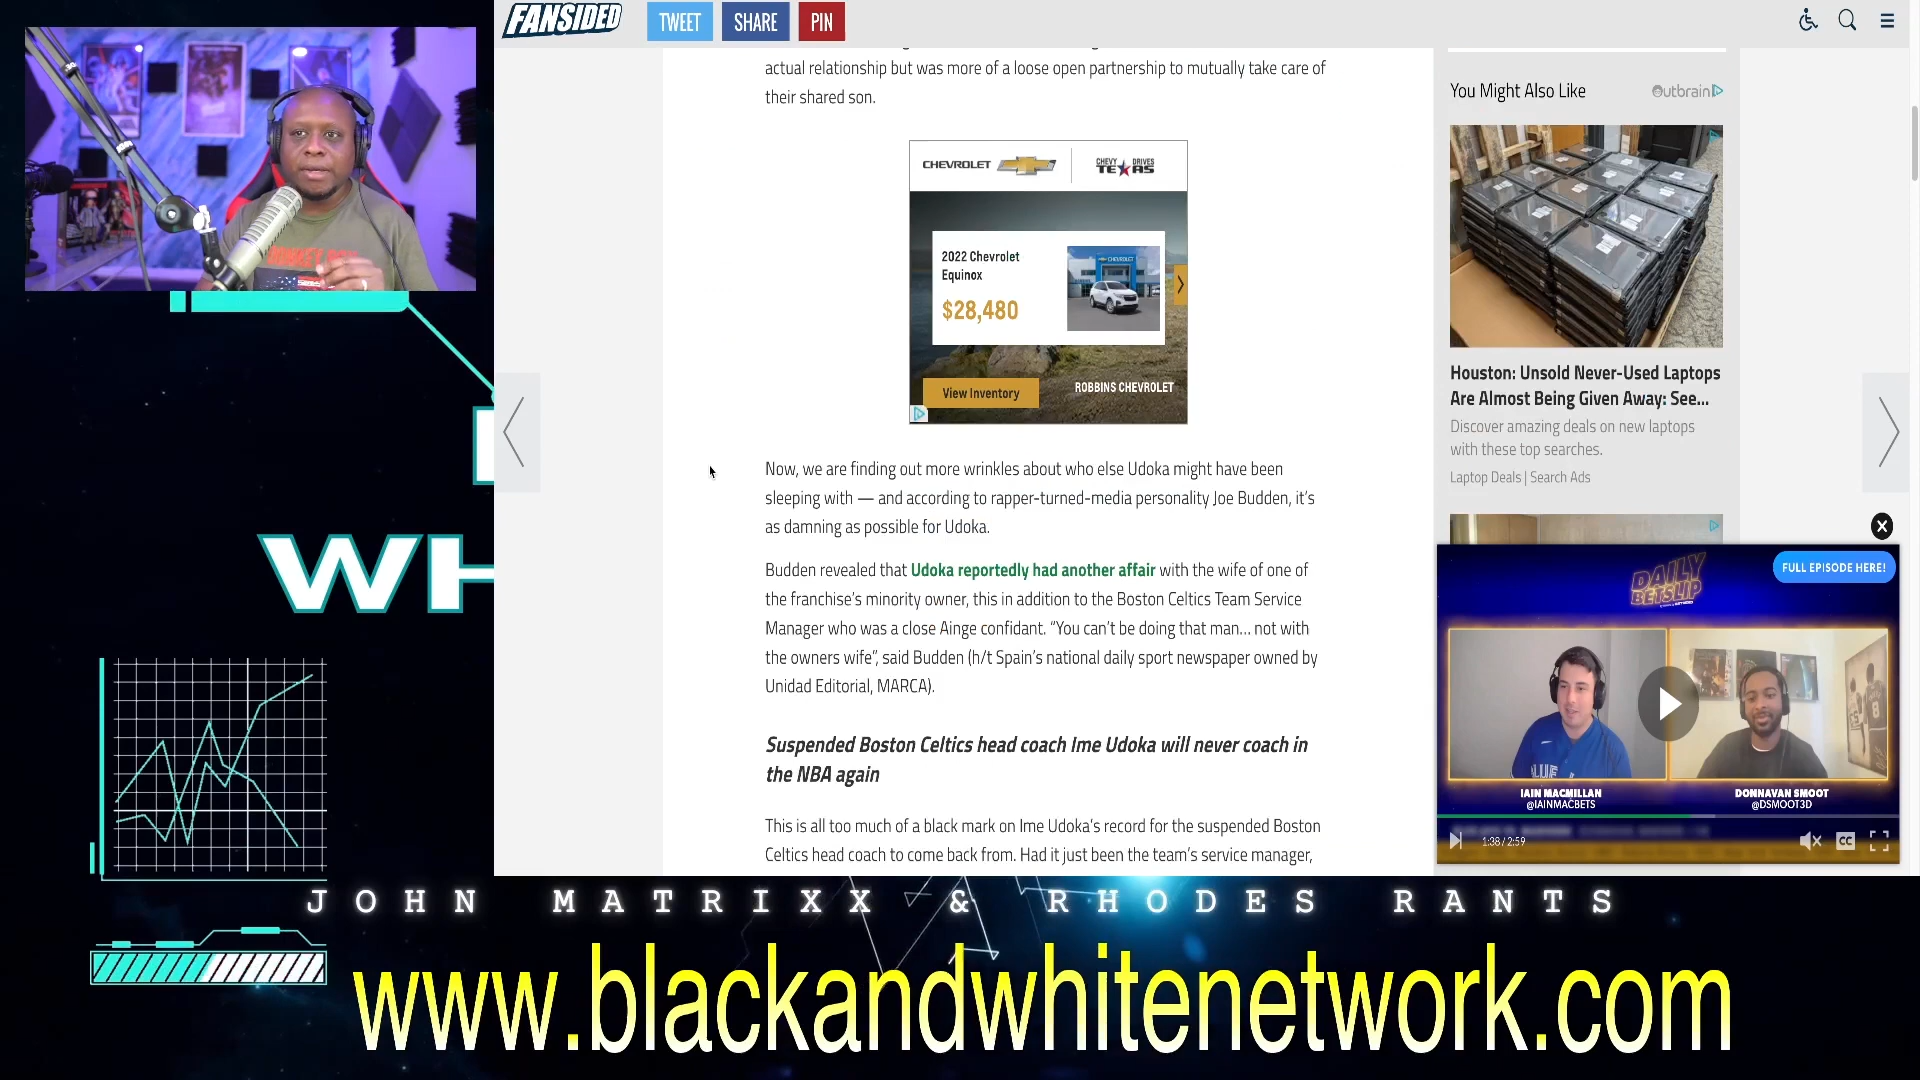 FANSIDED
TWEET
SHARE
PIN
actual relationship but was more of a loose open partnership to mutually take care of
their shared son.
CHEVROLET
CHEVY DRIVES
TEXAS
2022 Chevrolet
Equinox
$28,480
View Inventory
ROBBINS CHEVROLET
Now, we are finding out more wrinkles about who else Udoka might have been
sleeping with — and according to rapper-turned-media personality Joe Budden, it's
as damning as possible for Udoka.
Budden revealed that Udoka reportedly had another affair with the wife of one of
the franchise's minority owner, this in addition to the Boston Celtics Team Service
Manager who was a close Ainge confidant. "You can't be doing that man... not with
the owners wife", said Budden (h/t Spain's national daily sport newspaper owned by
Unidad Editorial, MARCA).
Suspended Boston Celtics head coach Ime Udoka will never coach in
the NBA again
This is all too much of a black mark on Ime Udoka's record for the suspended Boston
Celtics head coach to come back from. Had it just been the team's service manager,
You Might Also Like
Outbrain
Houston: Unsold Never-Used Laptops
Are Almost Being Given Away: See...
Discover amazing deals on new laptops
with these top searches.
Laptop Deals | Search Ads
DAILY
BETSLIP
FULL EPISODE HERE!
IAIN MACMILLAN
@IAINMACBETS
DONNAVAN SMOOT
@DSMOOT3D
1:38 / 2:59
CC
WH
JOHN MATRIXX & RHODES RANTS
www.blackandwhitenetwork.com